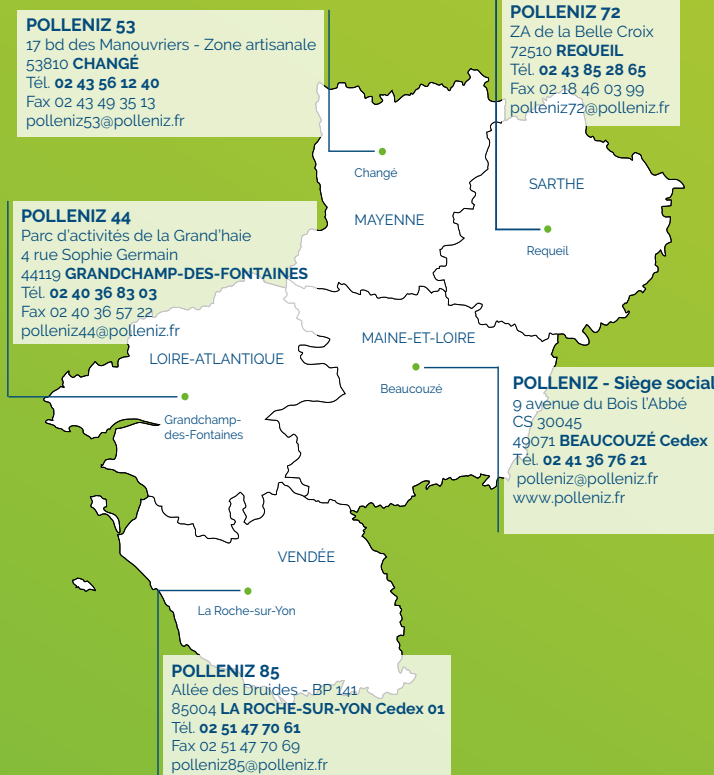 POLLENIZ 53
17 bd des Manouvriers - Zone artisanale
53810 CHANGÉ
Tél. 02 43 56 12 40
Fax 02 43 49 35 13
polleniz53@polleniz.fr
POLLENIZ 72
ZA de la Belle Croix
72510 REQUEIL
Tél. 02 43 85 28 65
Fax 02 18 46 03 99
polleniz72@polleniz.fr
Changé
MAYENNE
SARTHE
Requeil
POLLENIZ 44
Parc d'activités de la Grand'haie
4 rue Sophie Germain
44119 GRANDCHAMP-DES-FONTAINES
Tél. 02 40 36 83 03
Fax 02 40 36 57 22
polleniz44@polleniz.fr
LOIRE-ATLANTIQUE
Grandchamp-
des-Fontaines
MAINE-ET-LOIRE
Beaucouzé
POLLENIZ - Siège social
9 avenue du Bois l'Abbé
CS 30045
49071 BEAUCOUZÉ Cedex
Tél. 02 41 36 76 21
polleniz@polleniz.fr
www.polleniz.fr
VENDÉE
La Roche-sur-Yon
POLLENIZ 85
Allée des Druides - BP 141
85004 LA ROCHE-SUR-YON Cedex 01
Tél. 02 51 47 70 61
Fax 02 51 47 70 69
polleniz85@polleniz.fr